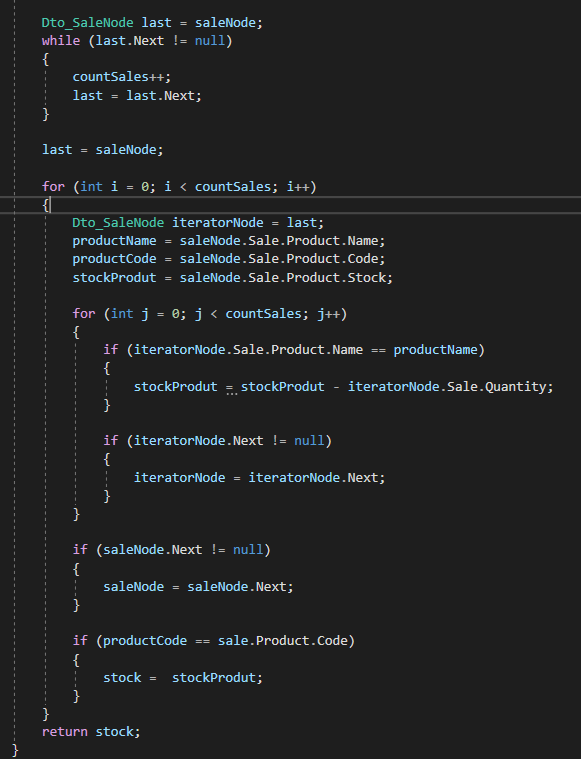 Dto_SaleNode last = saleNode;
while (last.Next != null)
{
countSales++;
last = last.Next;
}
last = saleNode;
for (int i = 0; i < countSales; i++)
{
Dto_SaleNode iteratorNode = last;
productName = saleNode.Sale.Product.Name;
productCode = saleNode.Sale.Product.Code;
stockProdut = saleNode.Sale.Product.Stock;
for (int j = 0; j < countSales; j++)
{
if (iteratorNode.Sale.Product.Name == productName)
{
stockProdut = stockProdut - iteratorNode.Sale.Quantity;
}
if (iteratorNode.Next != null)
{
iteratorNode = iteratorNode.Next;
}
}
if (saleNode.Next != null)
{
saleNode = saleNode.Next;
}
if (productCode == sale.Product.Code)
{
stock =  stockProdut;
}
}
return stock;
}